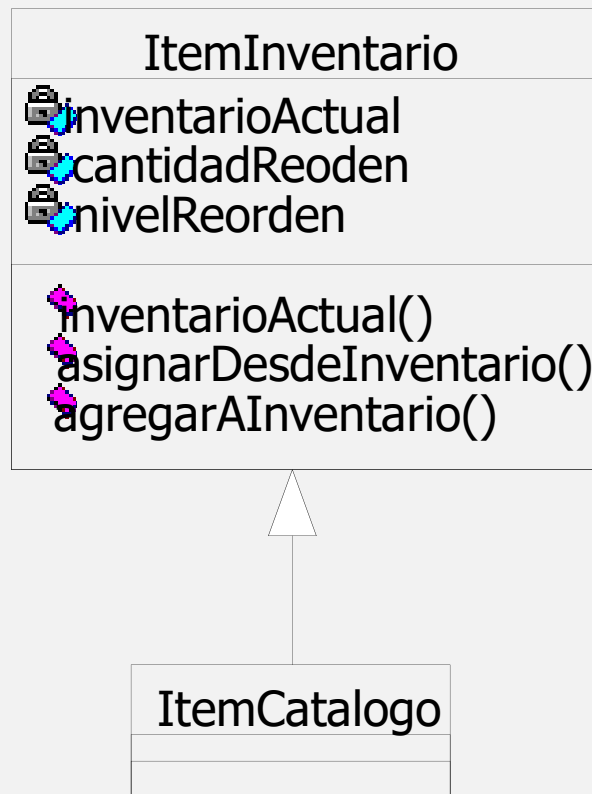 ItemInventario
inventarioActual
cantidadReoden
nivelReorden
inventarioActual()
asignarDesdeInventario()
agregarAInventario()
ItemCatalogo